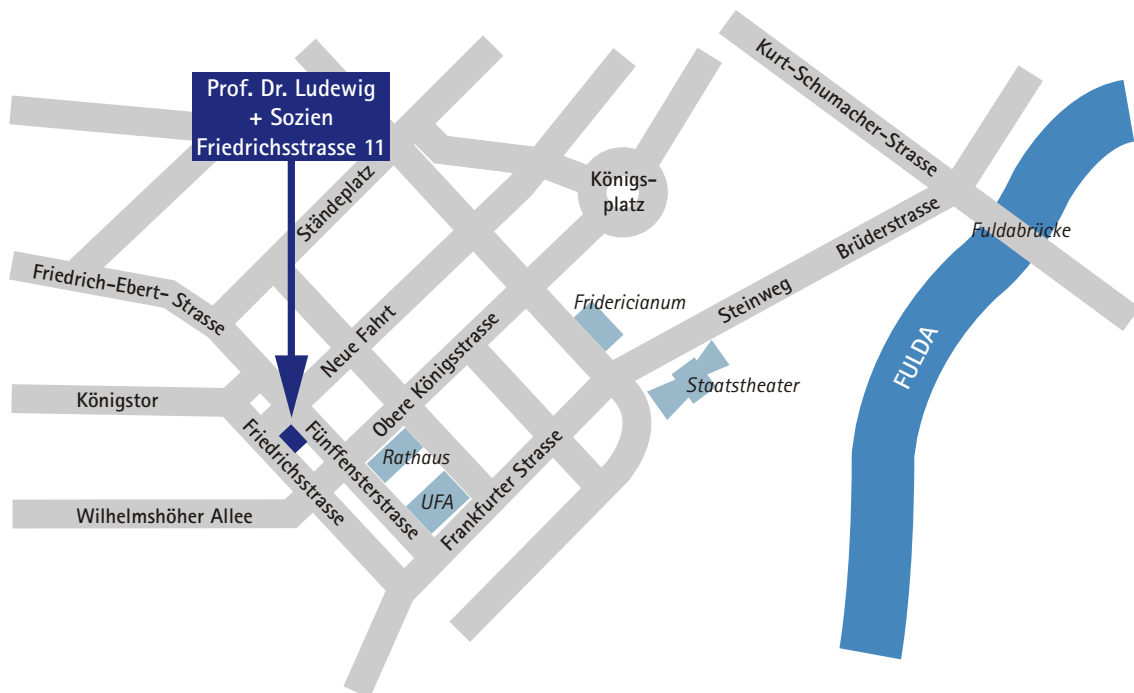 Prof. Dr. Ludewig
+ Sozien
Friedrichsstrasse 11
Kurt-Schumacher-Strasse
Königs-
platz
Ständeplatz
Brüderstrasse
Fuldabrücke
Friedrich-Ebert- Strasse
Steinweg
Fridericianum
Neue Fahrt
Obere Königsstrasse
FULDA
Staatstheater
Königstor
Friedrichsstrasse
Fünffensterstrasse
Rathaus
UFA
Frankfurter Strasse
Wilhelmshöher Allee